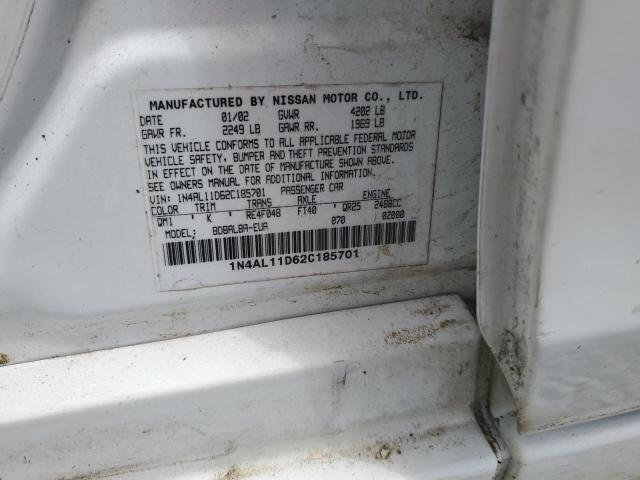 MANUFACTURED BY NISSAN MOTOR CO., LTD.
DATE 01/02 GVWR 4202 LB
GAWR FR. 2249 LB GAWR RR. 1969 LB
THIS VEHICLE CONFORMS TO ALL APPLICABLE FEDERAL MOTOR
VEHICLE SAFETY, BUMPER AND THEFT PREVENTION STANDARDS
IN EFFECT ON THE DATE OF MANUFACTURE SHOWN ABOVE.
SEE OWNERS MANUAL FOR ADDITIONAL INFORMATION.
VIN: 1N4AL11D62C185701 PASSENGER CAR
COLOR TRIM TRANS AXLE ENGINE
QM1 K RE4F04B FT40 QR25 2488CC
MODEL: BDBALBA-EUA 070 02000
1N4AL11D62C185701